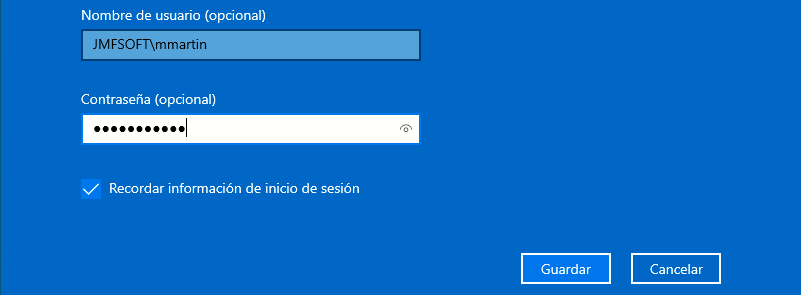 Nombre de usuario (opcional)
JMFSOFT\mmartin
Contraseña (opcional)
●●●●●●●●●●●
Recordar información de inicio de sesión
Guardar
Cancelar